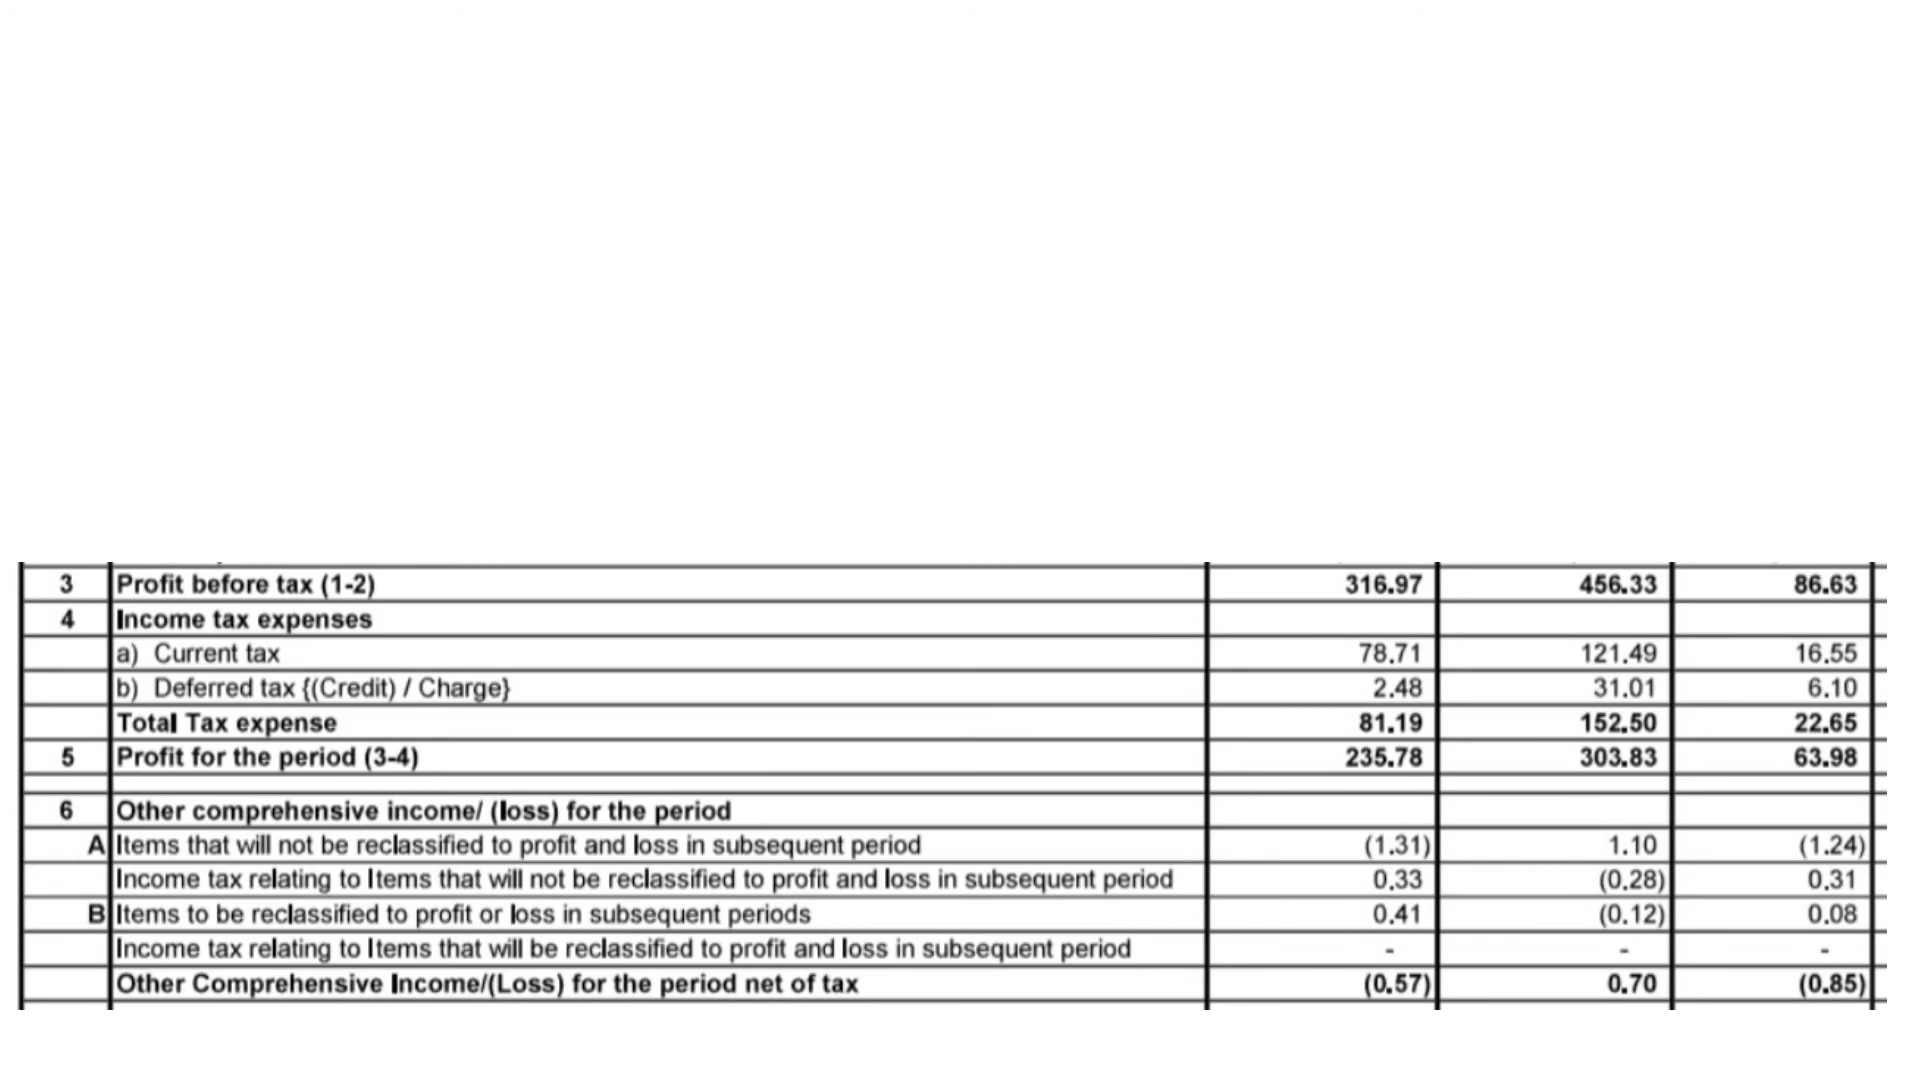 3 Profit before tax (1-2) 316.97 456.33 86.63
4 Income tax expenses
a) Current tax 78.71 121.49 16.55
b) Deferred tax {(Credit) / Charge} 2.48 31.01 6.10
Total Tax expense 81.19 152.50 22.65
5 Profit for the period (3-4) 235.78 303.83 63.98
6 Other comprehensive income/ (loss) for the period
A Items that will not be reclassified to profit and loss in subsequent period (1.31) 1.10 (1.24)
Income tax relating to Items that will not be reclassified to profit and loss in subsequent period 0.33 (0.28) 0.31
B Items to be reclassified to profit or loss in subsequent periods 0.41 (0.12) 0.08
Income tax relating to Items that will be reclassified to profit and loss in subsequent period - - -
Other Comprehensive Income/(Loss) for the period net of tax (0.57) 0.70 (0.85)